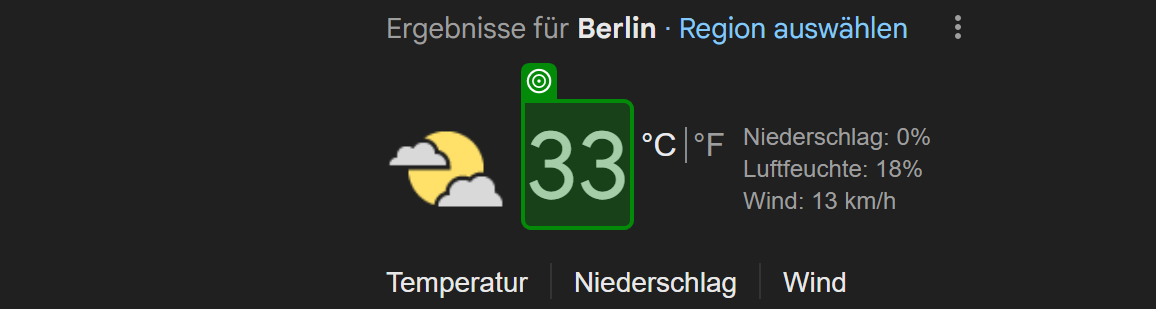 Ergebnisse für Berlin · Region auswählen
33 °C | °F
Niederschlag: 0%
Luftfeuchte: 18%
Wind: 13 km/h
Temperatur | Niederschlag | Wind